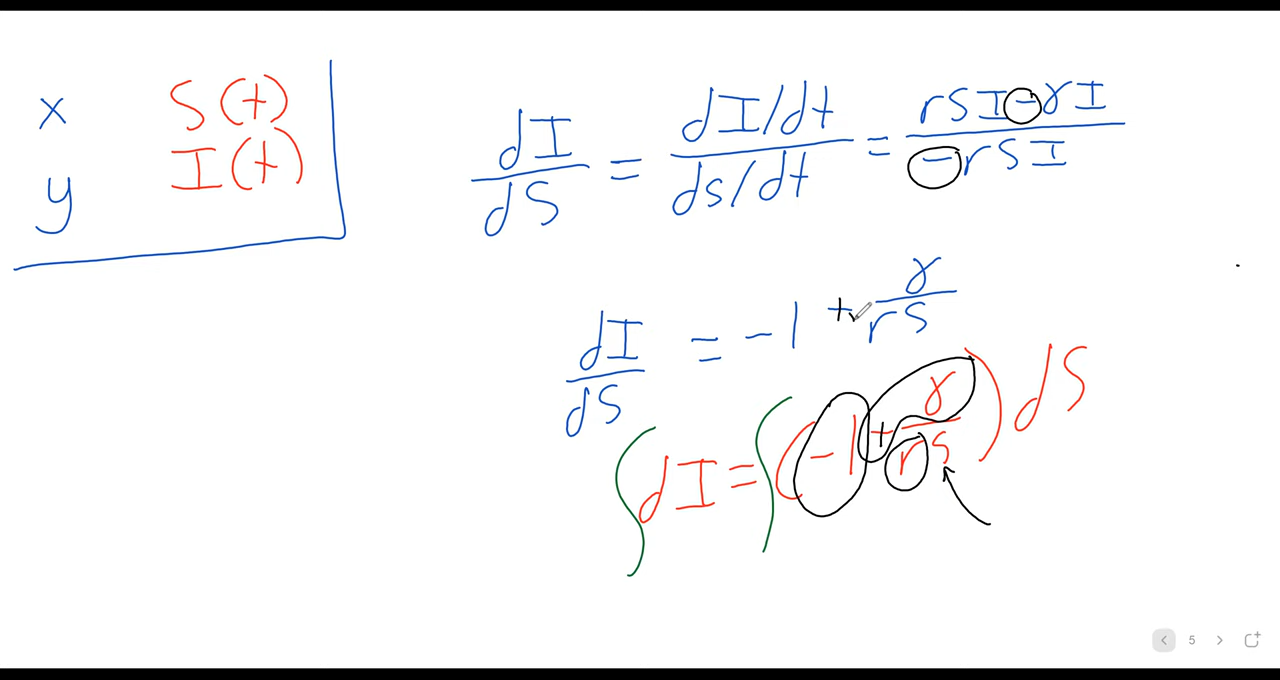 x S(t)
y I(t)
dI/dS = (dI/dt)/(ds/dt) = (rSI - γI)/(-rSI)
dI/dS = -1 + γ/(rS)
∫dI = ∫(-1 + γ/(rS)) dS
5